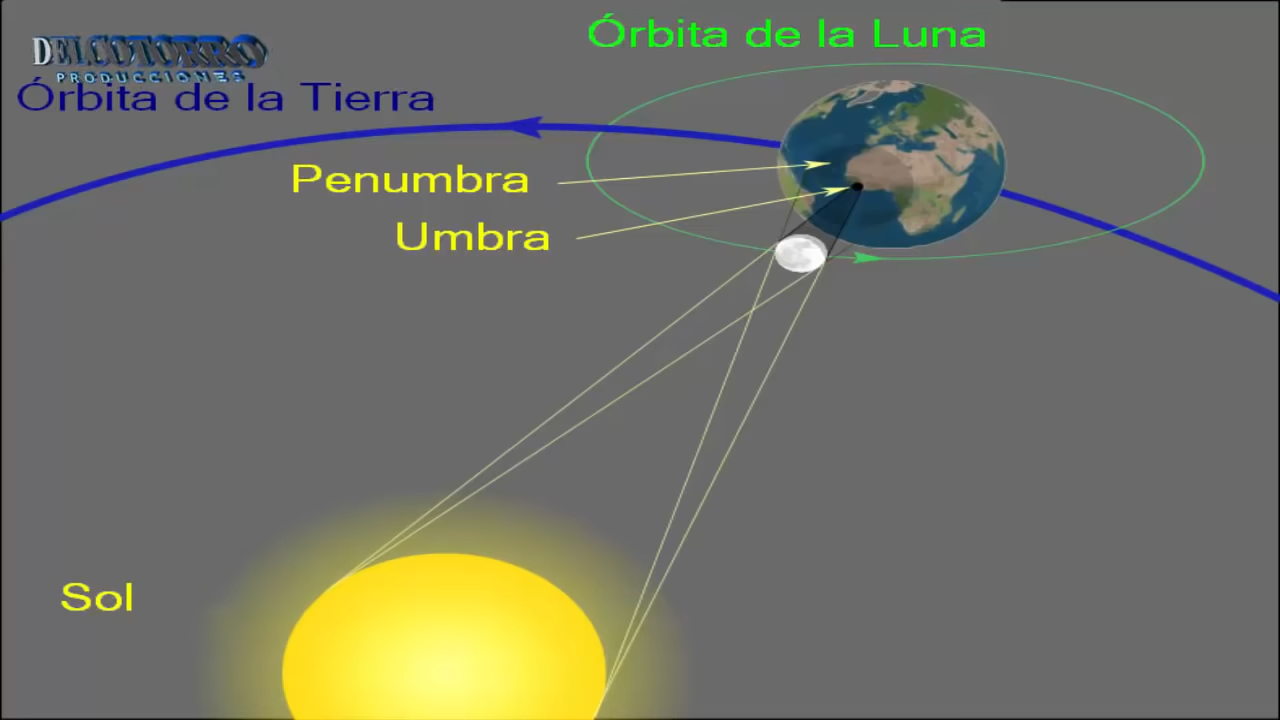 Órbita de la Luna
DELCOTORRO
PRODUCCIONES
Órbita de la Tierra
Penumbra
Umbra
Sol